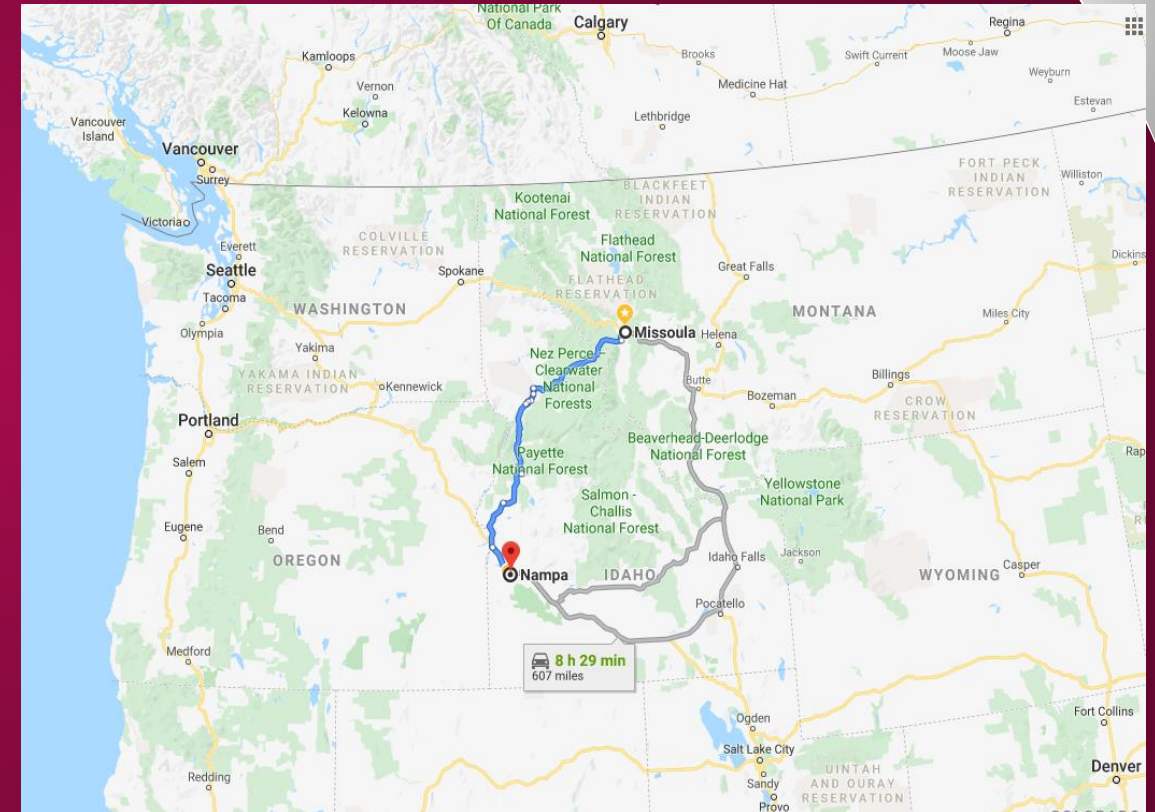 National Park
Of Canada
Calgary
Regina
Kamloops
Brooks
Swift Current
Moose Jaw
Vernon
Medicine Hat
Weyburn
Kelowna
Estevan
Vancouver
Island
Lethbridge
Vancouver
Surrey
FORT PECK
INDIAN
RESERVATION
Williston
BLACKFEET
INDIAN
RESERVATION
Kootenai
National Forest
Victoria
COLVILLE
RESERVATION
Everett
Flathead
National Forest
Dickins
Seattle
Spokane
Great Falls
FLATHEAD
RESERVATION
Tacoma
WASHINGTON
MONTANA
Miles City
Olympia
Missoula
Helena
Yakima
Nez Perce -
Clearwater
National
Forests
YAKAMA INDIAN
RESERVATION
Kennewick
Butte
Billings
Bozeman
CROW
RESERVATION
Portland
Beaverhead-Deerlodge
National Forest
Rap
Salem
Payette
National Forest
Yellowstone
National Park
Salmon -
Challis
National Forest
Eugene
Bend
OREGON
Idaho Falls
Jackson
Casper
Nampa
IDAHO
WYOMING
Pocatello
Medford
8 h 29 min
607 miles
Ogden
Fort Collins
Salt Lake City
Redding
Sandy
UINTAH
AND OURAY
RESERVATION
Denver
Provo